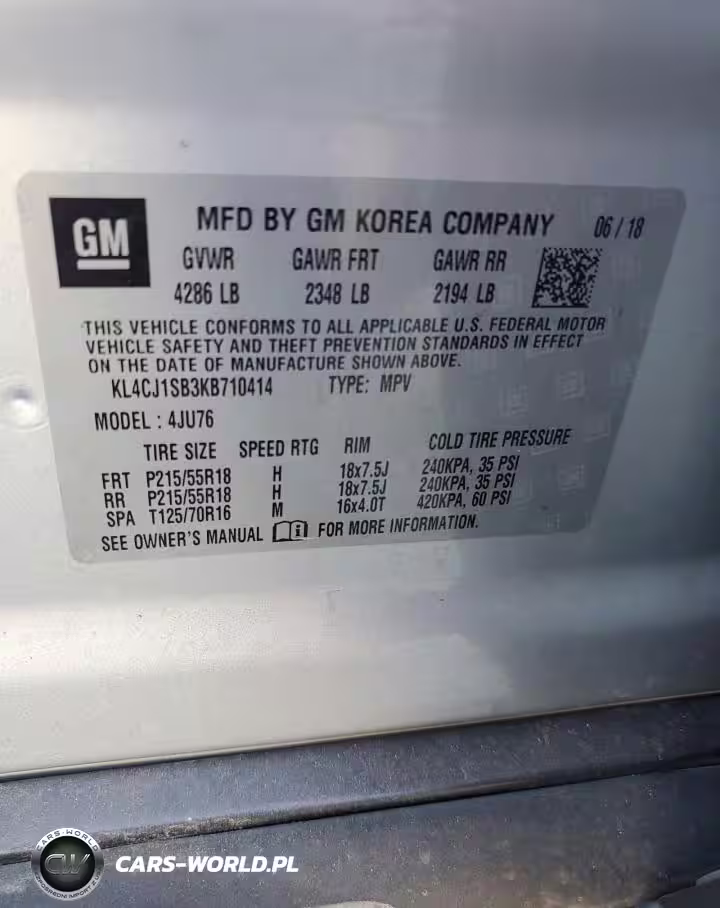 GM MFD BY GM KOREA COMPANY 06 / 18
GVWR GAWR FRT GAWR RR
4286 LB 2348 LB 2194 LB
THIS VEHICLE CONFORMS TO ALL APPLICABLE U.S. FEDERAL MOTOR
VEHICLE SAFETY AND THEFT PREVENTION STANDARDS IN EFFECT
ON THE DATE OF MANUFACTURE SHOWN ABOVE.
KL4CJ1SB3KB710414 TYPE: MPV
MODEL : 4JU76
TIRE SIZE SPEED RTG RIM COLD TIRE PRESSURE
FRT P215/55R18 H 18x7.5J 240KPA, 35 PSI
RR P215/55R18 H 18x7.5J 240KPA, 35 PSI
SPA T125/70R16 M 16x4.0T 420KPA, 60 PSI
SEE OWNER'S MANUAL FOR MORE INFORMATION.
CARS-WORLD
CW
CARS-WORLD.PL